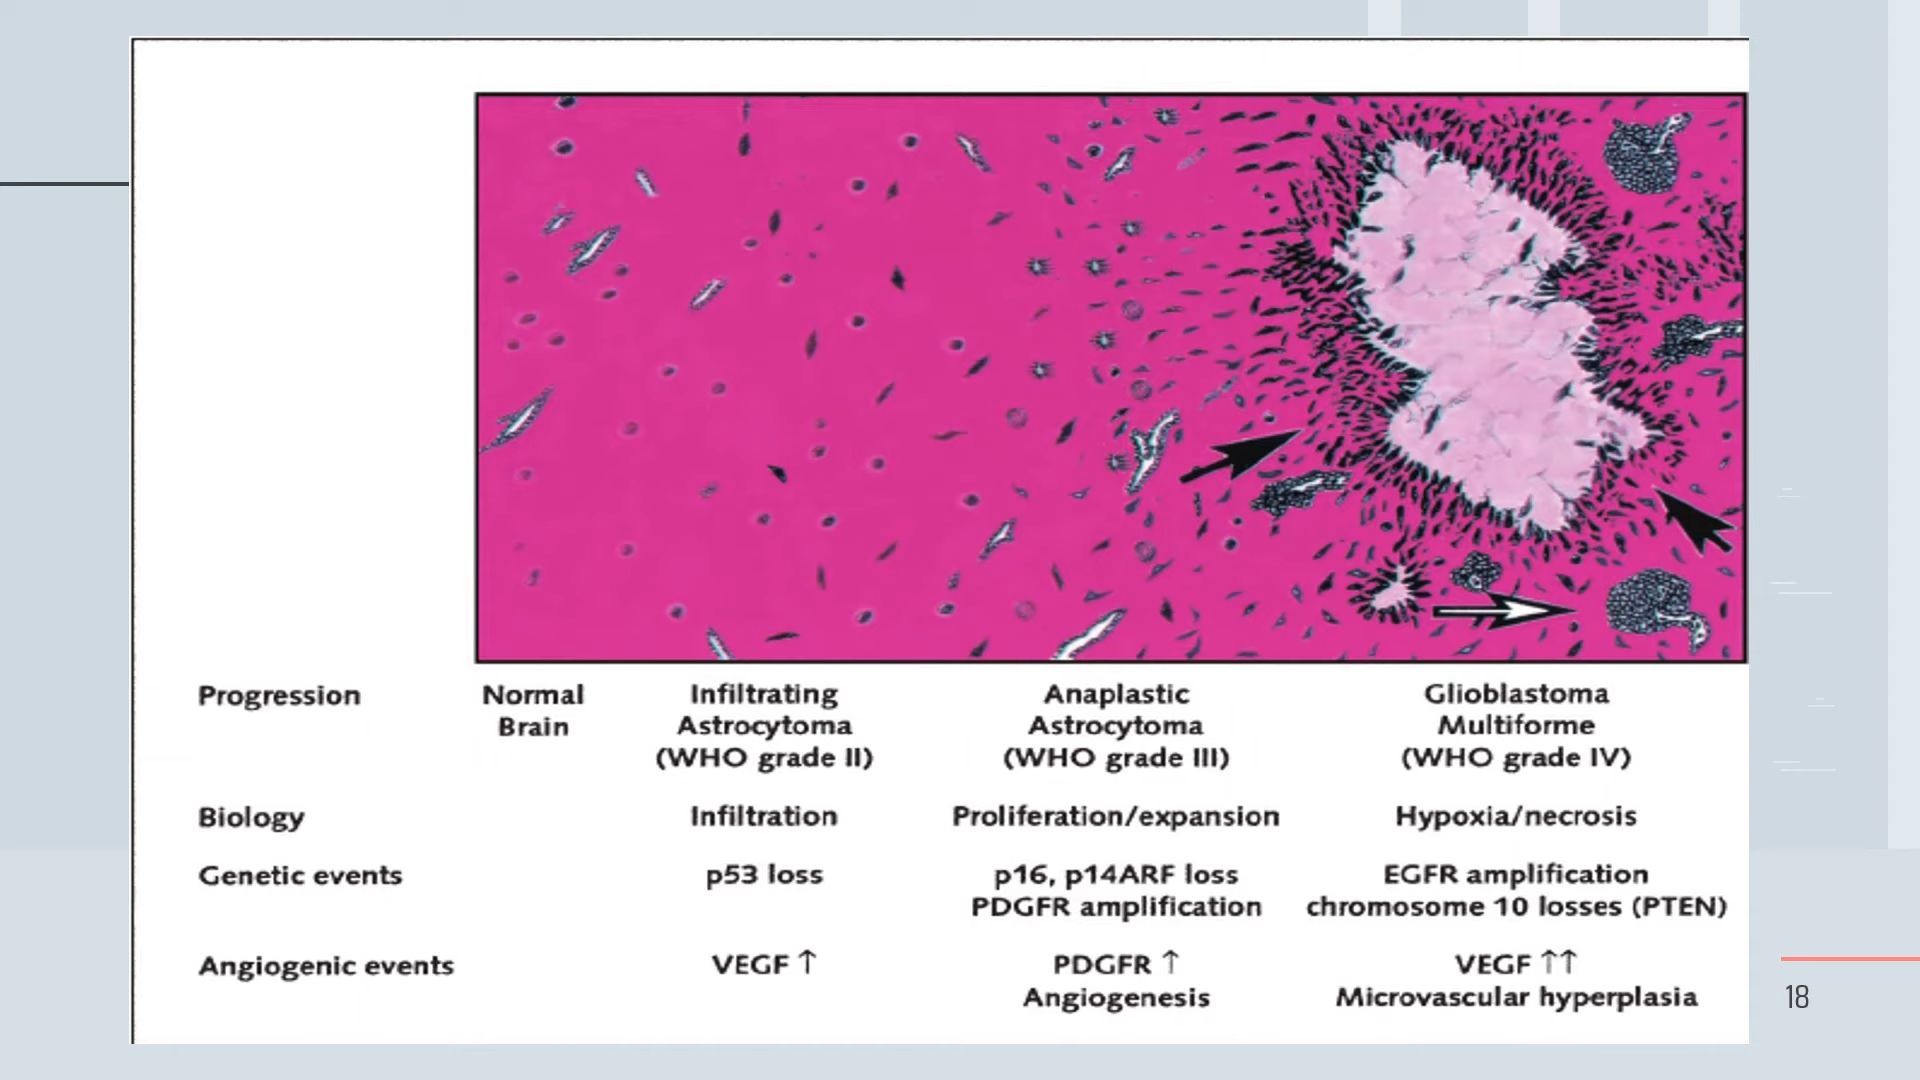 Progression
Normal
Brain
Infiltrating
Astrocytoma
(WHO grade II)
Anaplastic
Astrocytoma
(WHO grade III)
Glioblastoma
Multiforme
(WHO grade IV)
Biology
Infiltration
Proliferation/expansion
Hypoxia/necrosis
Genetic events
p53 loss
p16, p14ARF loss
PDGFR amplification
EGFR amplification
chromosome 10 losses (PTEN)
Angiogenic events
VEGF ↑
PDGFR ↑
Angiogenesis
VEGF ↑↑
Microvascular hyperplasia
18